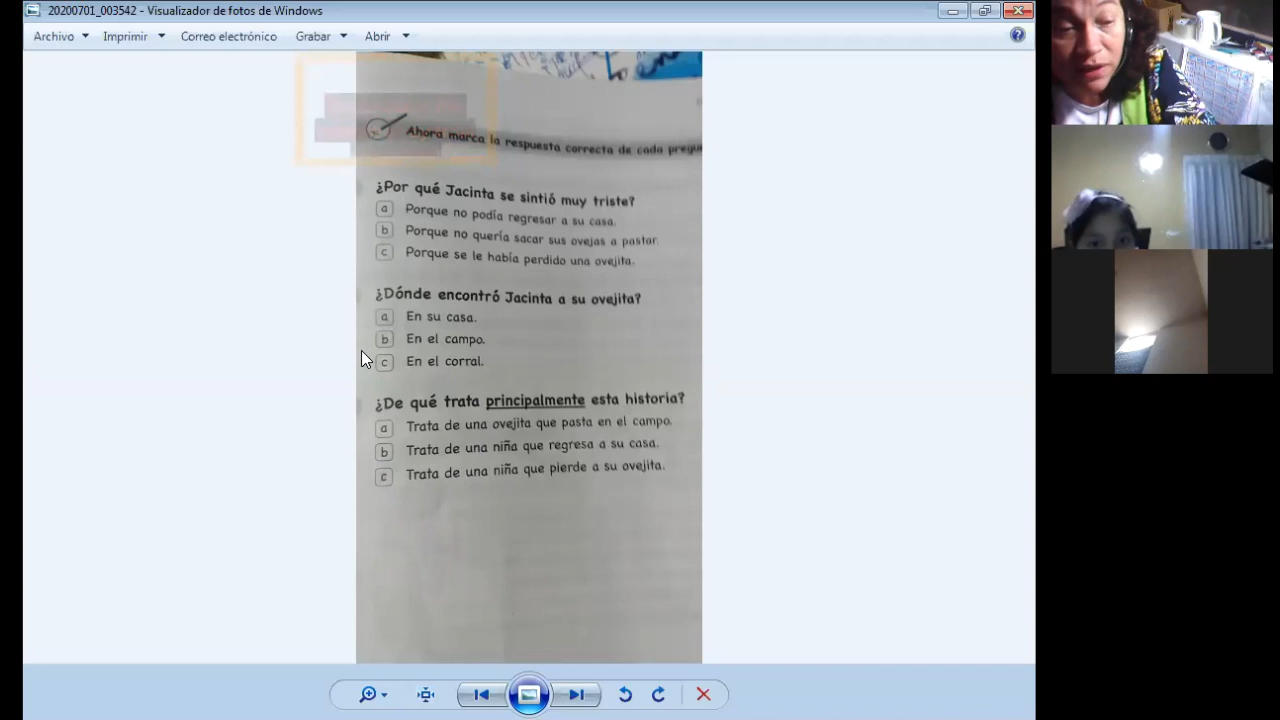 20200701_003542 - Visualizador de fotos de Windows
Archivo Imprimir Correo electrónico Grabar Abrir
Ahora marca la respuesta correcta de cada
¿Por qué Jacinta se sintió muy triste?
a Porque no podía regresar a su casa.
b Porque no quería sacar sus ovejas a pastar.
c Porque se le había perdido una ovejita.
¿Dónde encontró Jacinta a su ovejita?
a En su casa.
b En el campo.
c En el corral.
¿De qué trata principalmente esta historia?
a Trata de una ovejita que pasta en el campo.
b Trata de una niña que regresa a su casa.
c Trata de una niña que pierde a su ovejita.